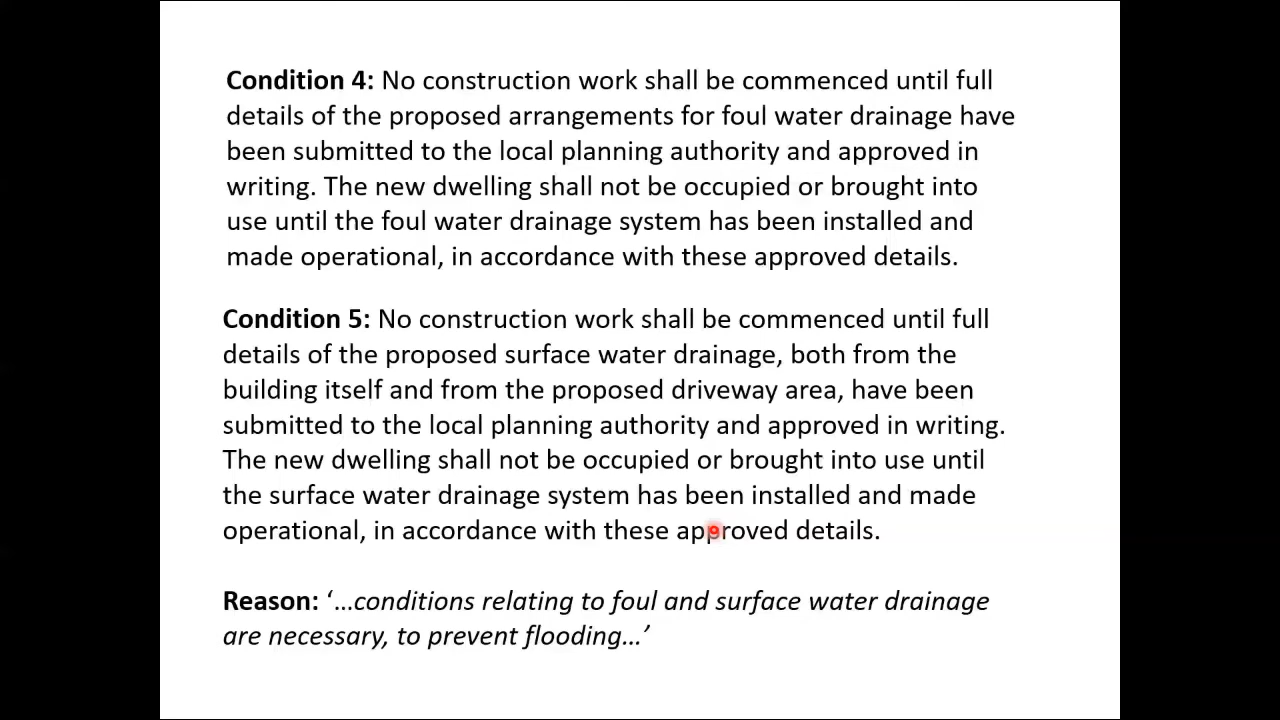 Condition 4: No construction work shall be commenced until full
details of the proposed arrangements for foul water drainage have
been submitted to the local planning authority and approved in
writing. The new dwelling shall not be occupied or brought into
use until the foul water drainage system has been installed and
made operational, in accordance with these approved details.
Condition 5: No construction work shall be commenced until full
details of the proposed surface water drainage, both from the
building itself and from the proposed driveway area, have been
submitted to the local planning authority and approved in writing.
The new dwelling shall not be occupied or brought into use until
the surface water drainage system has been installed and made
operational, in accordance with these approved details.
Reason: ‘…conditions relating to foul and surface water drainage
are necessary, to prevent flooding…’